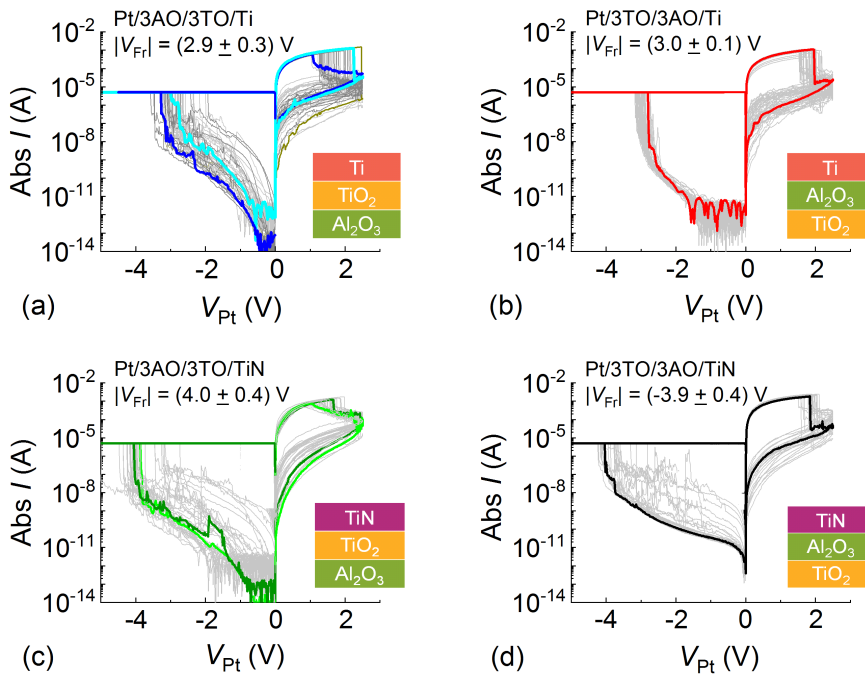 Pt/3AO/3TO/Ti
|V_Fr| = (2.9 ± 0.3) V
10⁻²
10⁻⁵
10⁻⁸
10⁻¹¹
10⁻¹⁴
Abs I (A)
Ti
TiO₂
Al₂O₃
-4 -2 0 2
(a)
V_Pt (V)
Pt/3TO/3AO/Ti
|V_Fr| = (3.0 ± 0.1) V
10⁻²
10⁻⁵
10⁻⁸
10⁻¹¹
10⁻¹⁴
Abs I (A)
Ti
Al₂O₃
TiO₂
-4 -2 0 2
(b)
V_Pt (V)
Pt/3AO/3TO/TiN
|V_Fr| = (4.0 ± 0.4) V
10⁻²
10⁻⁵
10⁻⁸
10⁻¹¹
10⁻¹⁴
Abs I (A)
TiN
TiO₂
Al₂O₃
-4 -2 0 2
(c)
V_Pt (V)
Pt/3TO/3AO/TiN
|V_Fr| = (-3.9 ± 0.4) V
10⁻²
10⁻⁵
10⁻⁸
10⁻¹¹
10⁻¹⁴
Abs I (A)
TiN
Al₂O₃
TiO₂
-4 -2 0 2
(d)
V_Pt (V)